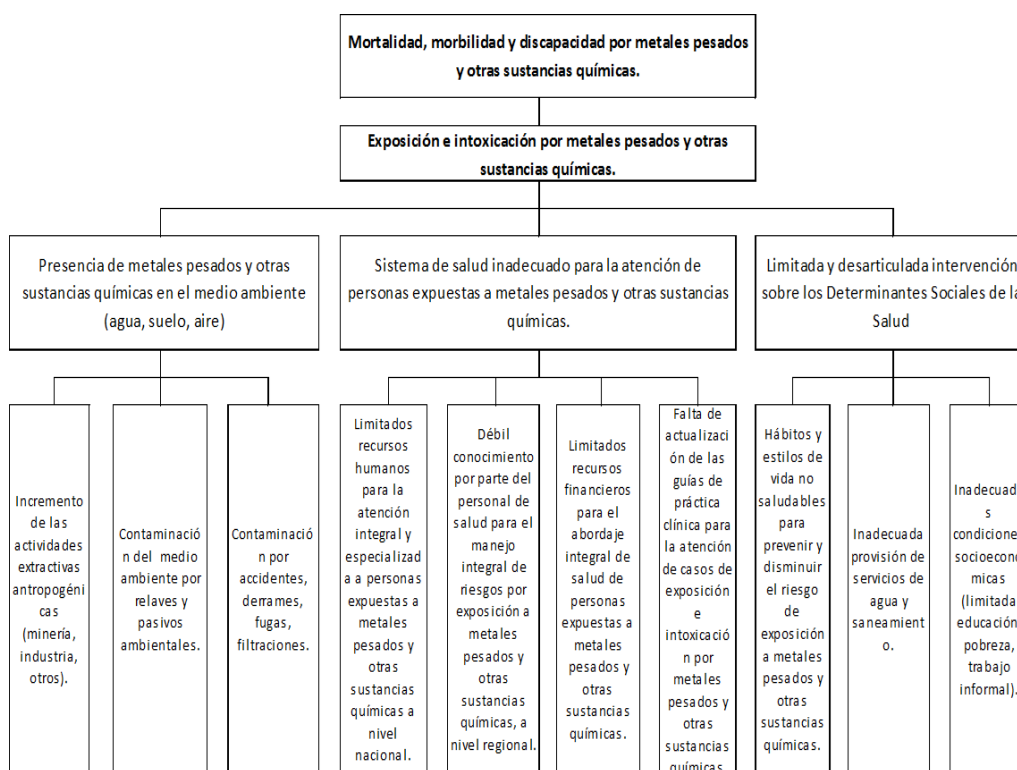 Mortalidad, morbilidad y discapacidad por metales pesados
y otras sustancias químicas.
Exposición e intoxicación por metales pesados y otras
sustancias químicas.
Presencia de metales pesados y otras
sustancias químicas en el medio ambiente
(agua, suelo, aire)
Sistema de salud inadecuado para la atención de
personas expuestas a metales pesados y otras sustancias
químicas.
Limitada y desarticulada intervención
sobre los Determinantes Sociales de la
Salud
Incremento
de las
actividades
extractivas
antropogéni
cas
(minería,
industria,
otros).
Contaminació
n del medio
ambiente por
relaves y
pasivos
ambientales.
Contaminació
n por
accidentes,
derrames,
fugas,
filtraciones.
Limitados
recursos
humanos
para la
atención
integral y
especializad
a a personas
expuestas a
metales
pesados y
otras
sustancias
químicas a
nivel
nacional.
Débil
conocimiento
por parte del
personal de
salud para el
manejo
integral de
riesgos por
exposición a
metales
pesados y
otras
sustancias
químicas, a
nivel regional.
Limitados
recursos
financieros
para el
abordaje
integral de
salud de
personas
expuestas a
metales
pesados y
otras
sustancias
químicas.
Falta de
actualizaci
ón de las
guías de
práctica
clínica para
la atención
de casos de
exposición
e
intoxicació
n por
metales
pesados y
otras
sustancias
químicas
Hábitos y
estilos de
vida no
saludables
para
prevenir y
disminuir
el riesgo
de
exposición
a metales
pesados y
otras
sustancias
químicas.
Inadecuada
provisión de
servicios de
agua y
saneamient
o.
Inadecuada
s
condiciones
socioeconó
micas
(limitada
educación,
pobreza,
trabajo
informal).